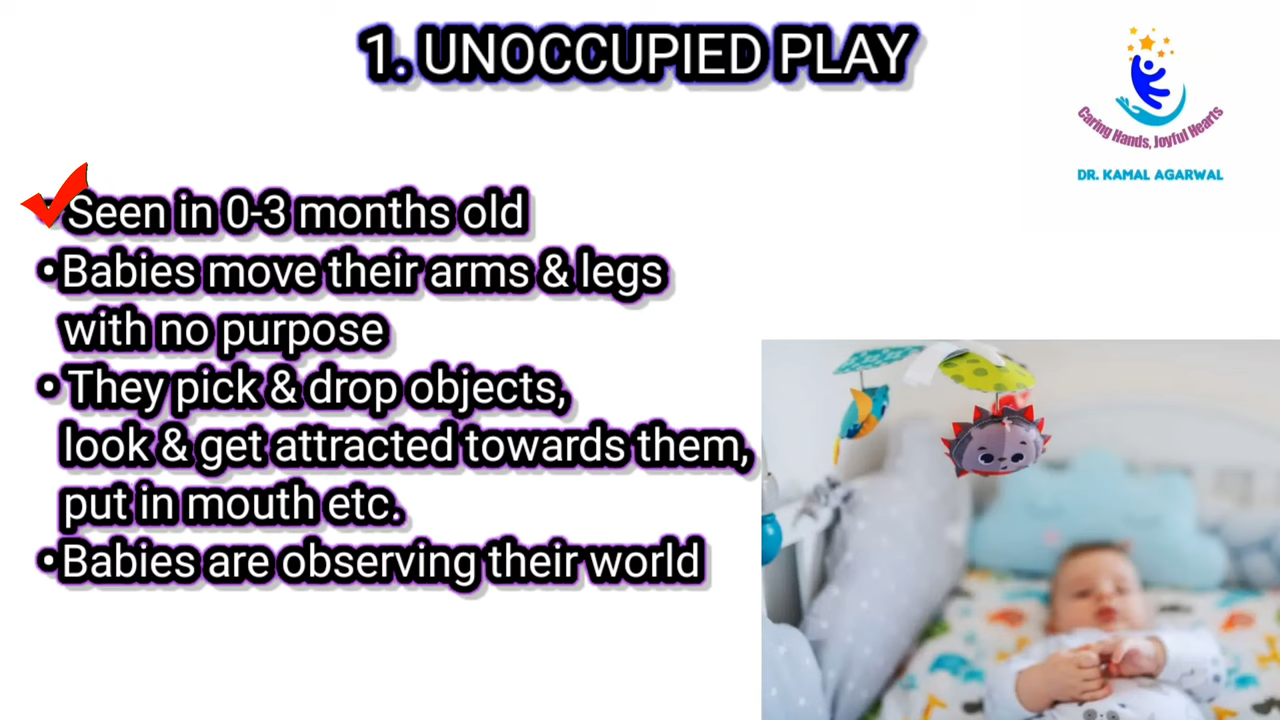 1. UNOCCUPIED PLAY
Caring Hands, Joyful Hearts
DR. KAMAL AGARWAL
• Seen in 0-3 months old
• Babies move their arms & legs
with no purpose
• They pick & drop objects,
look & get attracted towards them,
put in mouth etc.
• Babies are observing their world